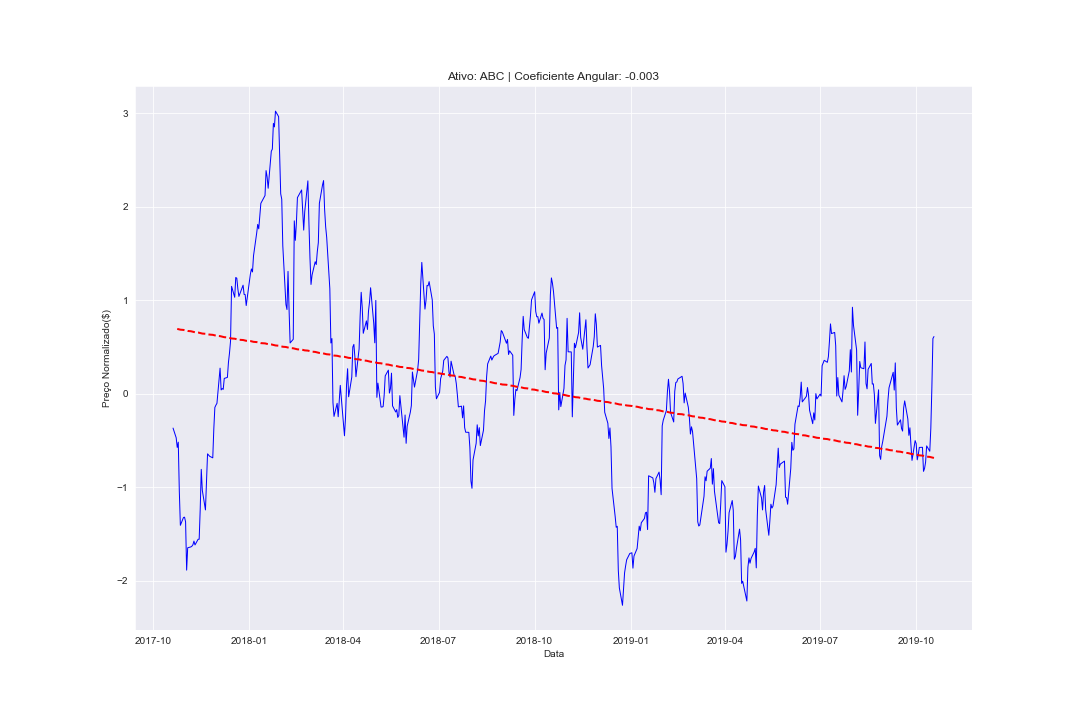 Ativo: ABC | Coeficiente Angular: -0.003
Preço Normalizado($)
3
2
1
0
−1
−2
2017-10 2018-01 2018-04 2018-07 2018-10 2019-01 2019-04 2019-07 2019-10
Data